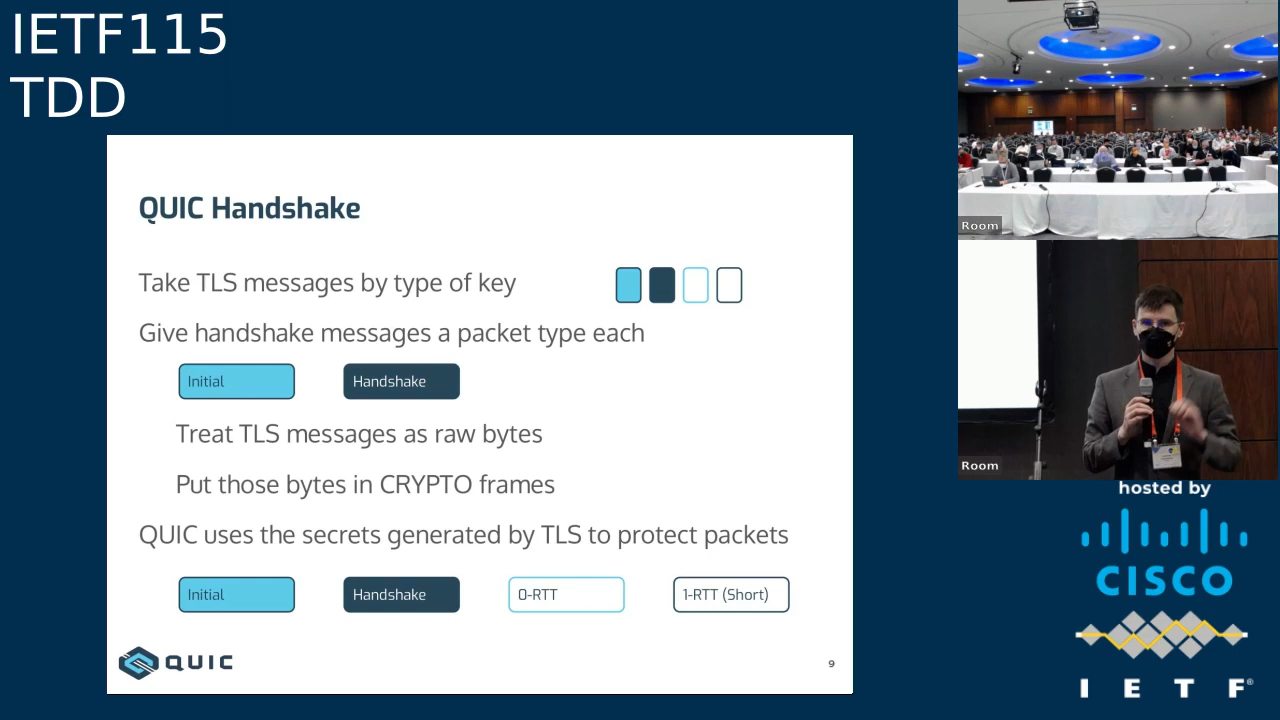 IETF115
TDD
QUIC Handshake
Take TLS messages by type of key
Give handshake messages a packet type each
Initial
Handshake
Treat TLS messages as raw bytes
Put those bytes in CRYPTO frames
QUIC uses the secrets generated by TLS to protect packets
Initial
Handshake
0-RTT
1-RTT (Short)
QUIC
9
Room
Room
hosted by
CISCO
IETF®